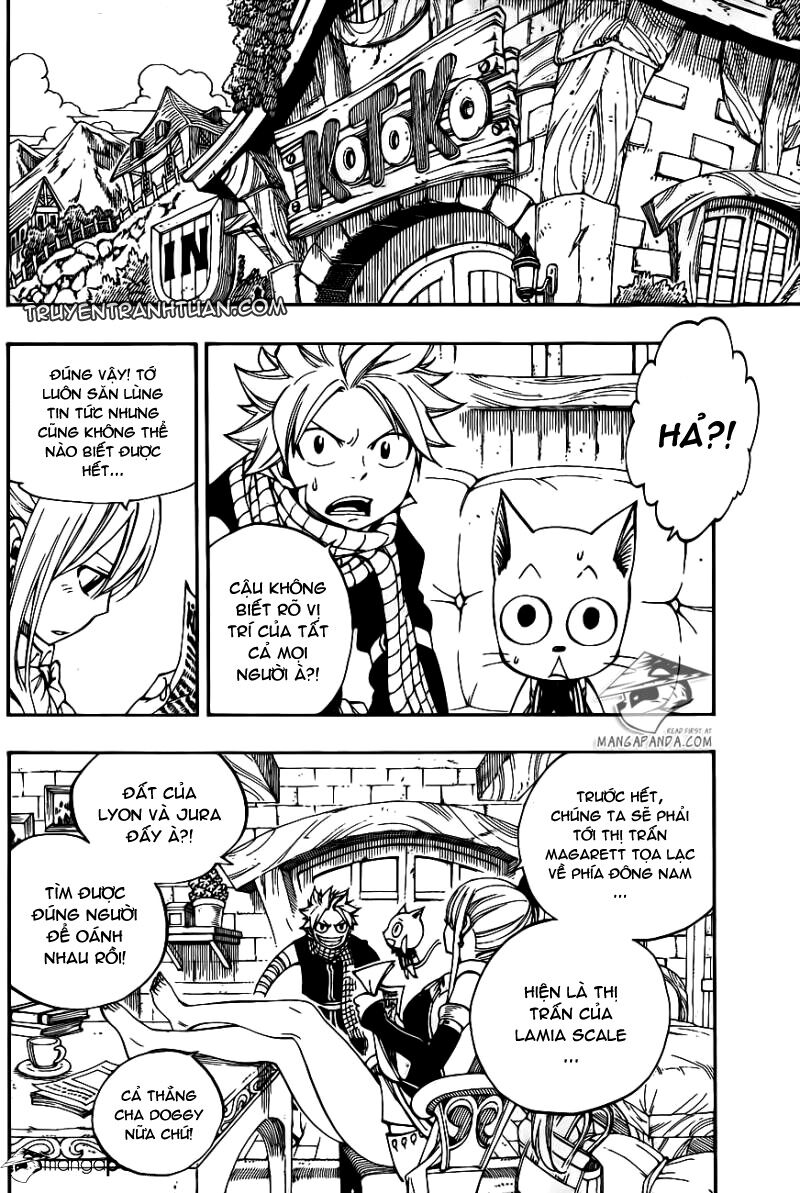 KOTOKO
IN
TRUYENTRANHTUAN.COM
HẢ?!
CẬU KHÔNG
BIẾT RÕ VỊ
TRÍ CỦA TẤT
CẢ MỌI
NGƯỜI À?!
ĐÚNG VẬY! TỚ
LUÔN SĂN LÙNG
TIN TỨC NHƯNG
CŨNG KHÔNG THỂ
NÀO BIẾT ĐƯỢC
HẾT...
READ FIRST AT
MANGAPANDA.COM
TRƯỚC HẾT,
CHÚNG TA SẼ PHẢI
TỚI THỊ TRẤN
MAGARETT TỌA LẠC
VỀ PHÍA ĐÔNG NAM
...
HIỆN LÀ THỊ
TRẤN CỦA
LAMIA SCALE
...
ĐẤT CỦA
LYON VÀ JURA
ĐẤY À?!
TÌM ĐƯỢC
ĐÚNG NGƯỜI
ĐỂ OÁNH
NHAU RỒI!
CẢ THẰNG
CHA DOGGY
NỮA CHỨ!